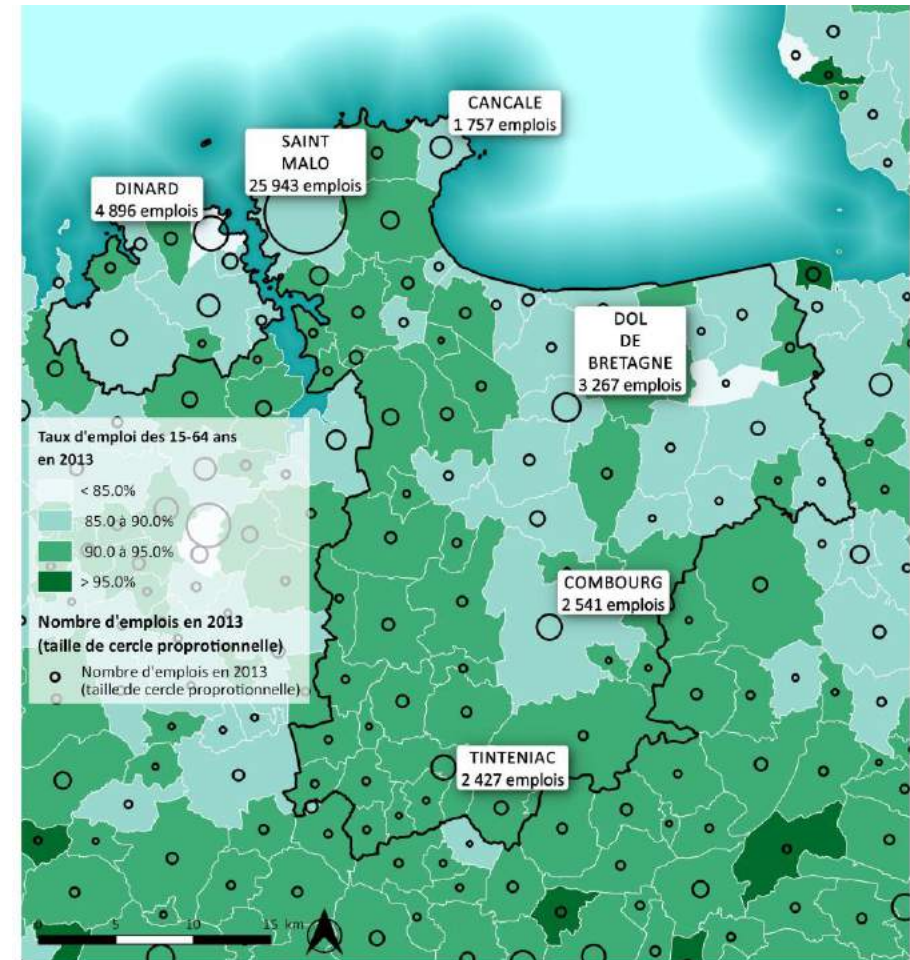 CANCALE
1 757 emplois
SAINT
MALO
25 943 emplois
DINARD
4 896 emplois
DOL
DE
BRETAGNE
3 267 emplois
Taux d'emploi des 15-64 ans
en 2013
< 85.0%
85.0 à 90.0%
90.0 à 95.0%
> 95.0%
Nombre d'emplois en 2013
(taille de cercle proprotionnelle)
Nombre d'emplois en 2013
(taille de cercle proprotionnelle)
COMBOURG
2 541 emplois
TINTENIAC
2 427 emplois
0 5 10 15 km